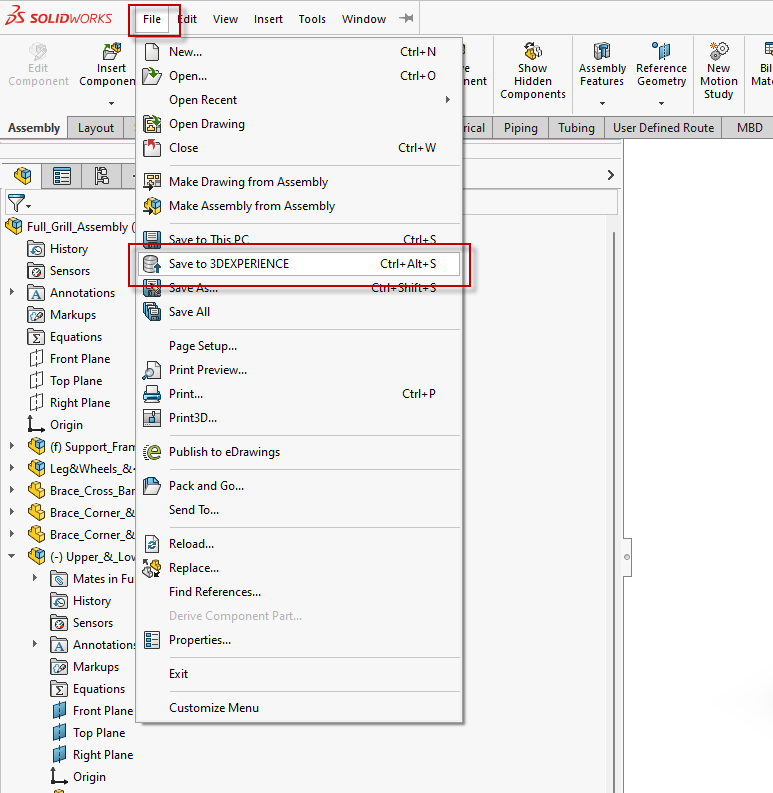 SOLIDWORKS
File Edit View Insert Tools Window
Edit Component
Insert Components
Show Hidden Components
Assembly Features
Reference Geometry
New Motion Study
Assembly Layout Piping Tubing User Defined Route MBD
New... Ctrl+N
Open... Ctrl+O
Open Recent
Open Drawing
Close Ctrl+W
Make Drawing from Assembly
Make Assembly from Assembly
Save to This PC Ctrl+S
Save to 3DEXPERIENCE Ctrl+Alt+S
Save As... Ctrl+Shift+S
Save All
Page Setup...
Print Preview...
Print... Ctrl+P
Print3D...
Publish to eDrawings
Pack and Go...
Send To...
Reload...
Replace...
Find References...
Derive Component Part...
Properties...
Exit
Customize Menu
Full_Grill_Assembly (
History
Sensors
Annotations
Markups
Equations
Front Plane
Top Plane
Right Plane
Origin
(f) Support_Fram
Leg&Wheels_&
Brace_Cross_Bar
Brace_Corner_&
Brace_Corner_&
(-) Upper_&_Low
Mates in Fu
History
Sensors
Annotations
Markups
Equations
Front Plane
Top Plane
Right Plane
Origin